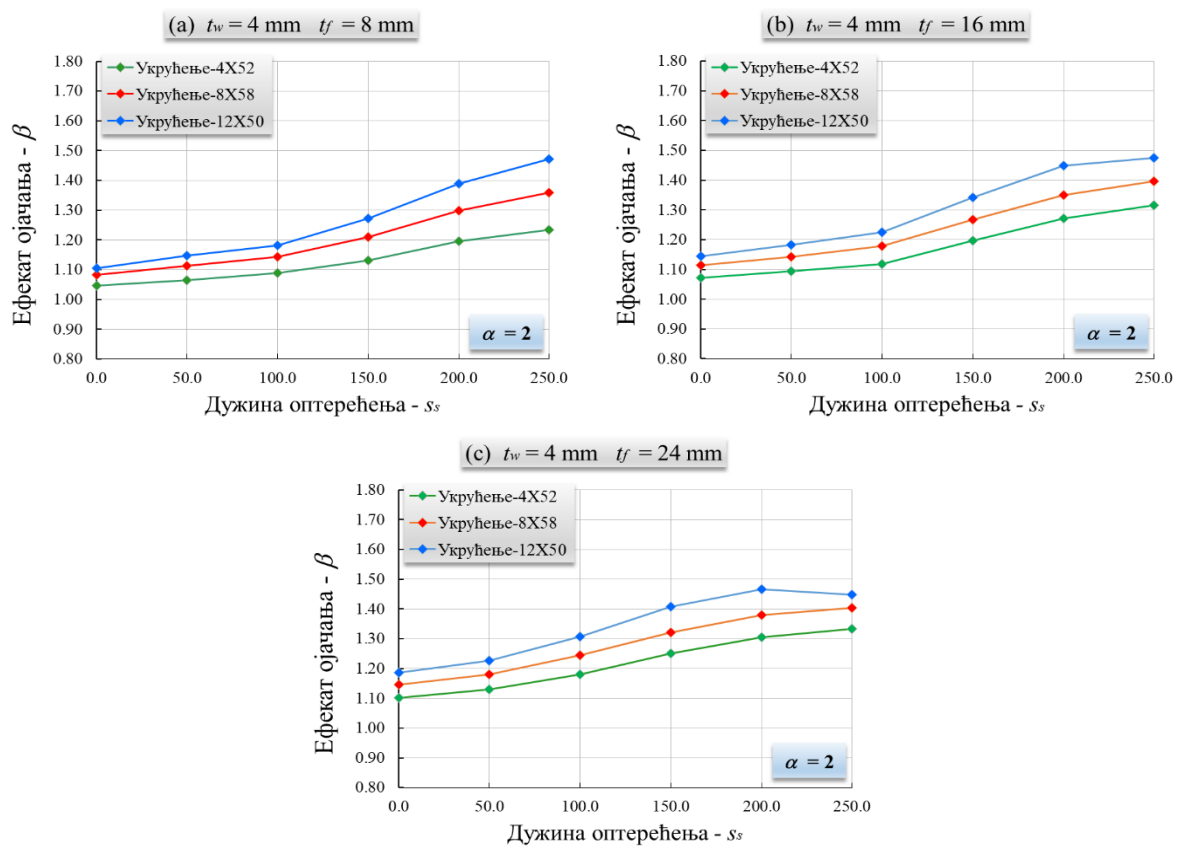 (a) tw = 4 mm tf = 8 mm
Ефекат ојачања - β
1.80
1.70
1.60
1.50
1.40
1.30
1.20
1.10
1.00
0.90
0.80
Укрућење-4X52
Укрућење-8X58
Укрућење-12X50
α = 2
0.0 50.0 100.0 150.0 200.0 250.0
Дужина оптерећења - ss
(b) tw = 4 mm tf = 16 mm
Ефекат ојачања - β
1.80
1.70
1.60
1.50
1.40
1.30
1.20
1.10
1.00
0.90
0.80
Укрућење-4X52
Укрућење-8X58
Укрућење-12X50
α = 2
0.0 50.0 100.0 150.0 200.0 250.0
Дужина оптерећења - ss
(c) tw = 4 mm tf = 24 mm
Ефекат ојачања - β
1.80
1.70
1.60
1.50
1.40
1.30
1.20
1.10
1.00
0.90
0.80
Укрућење-4X52
Укрућење-8X58
Укрућење-12X50
α = 2
0.0 50.0 100.0 150.0 200.0 250.0
Дужина оптерећења - ss